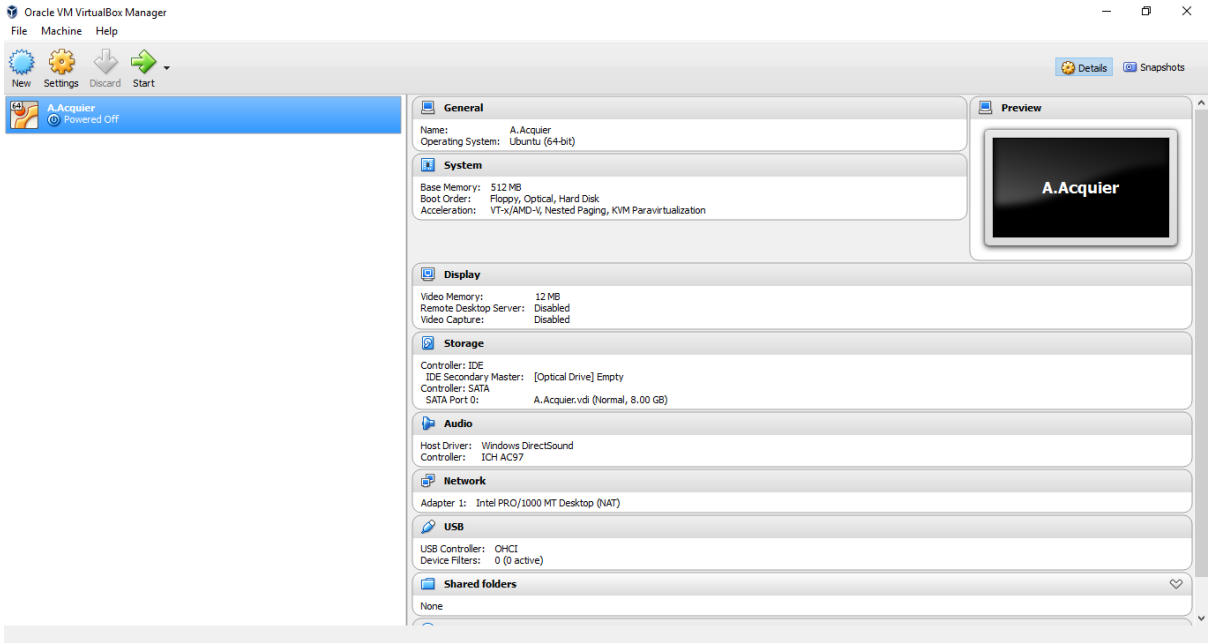 Oracle VM VirtualBox Manager
File Machine Help
New Settings Discard Start
Details Snapshots
64
A.Acquier
Powered Off
General
Name: A.Acquier
Operating System: Ubuntu (64-bit)
System
Base Memory: 512 MB
Boot Order: Floppy, Optical, Hard Disk
Acceleration: VT-x/AMD-V, Nested Paging, KVM Paravirtualization
Preview
A.Acquier
Display
Video Memory: 12 MB
Remote Desktop Server: Disabled
Video Capture: Disabled
Storage
Controller: IDE
IDE Secondary Master: [Optical Drive] Empty
Controller: SATA
SATA Port 0: A.Acquier.vdi (Normal, 8.00 GB)
Audio
Host Driver: Windows DirectSound
Controller: ICH AC97
Network
Adapter 1: Intel PRO/1000 MT Desktop (NAT)
USB
USB Controller: OHCI
Device Filters: 0 (0 active)
Shared folders
None